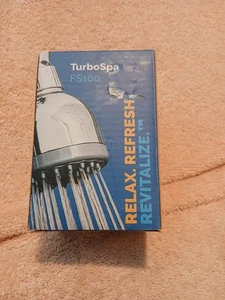 TurboSpa
FS100
RELAX. REFRESH.
REVITALIZE.™